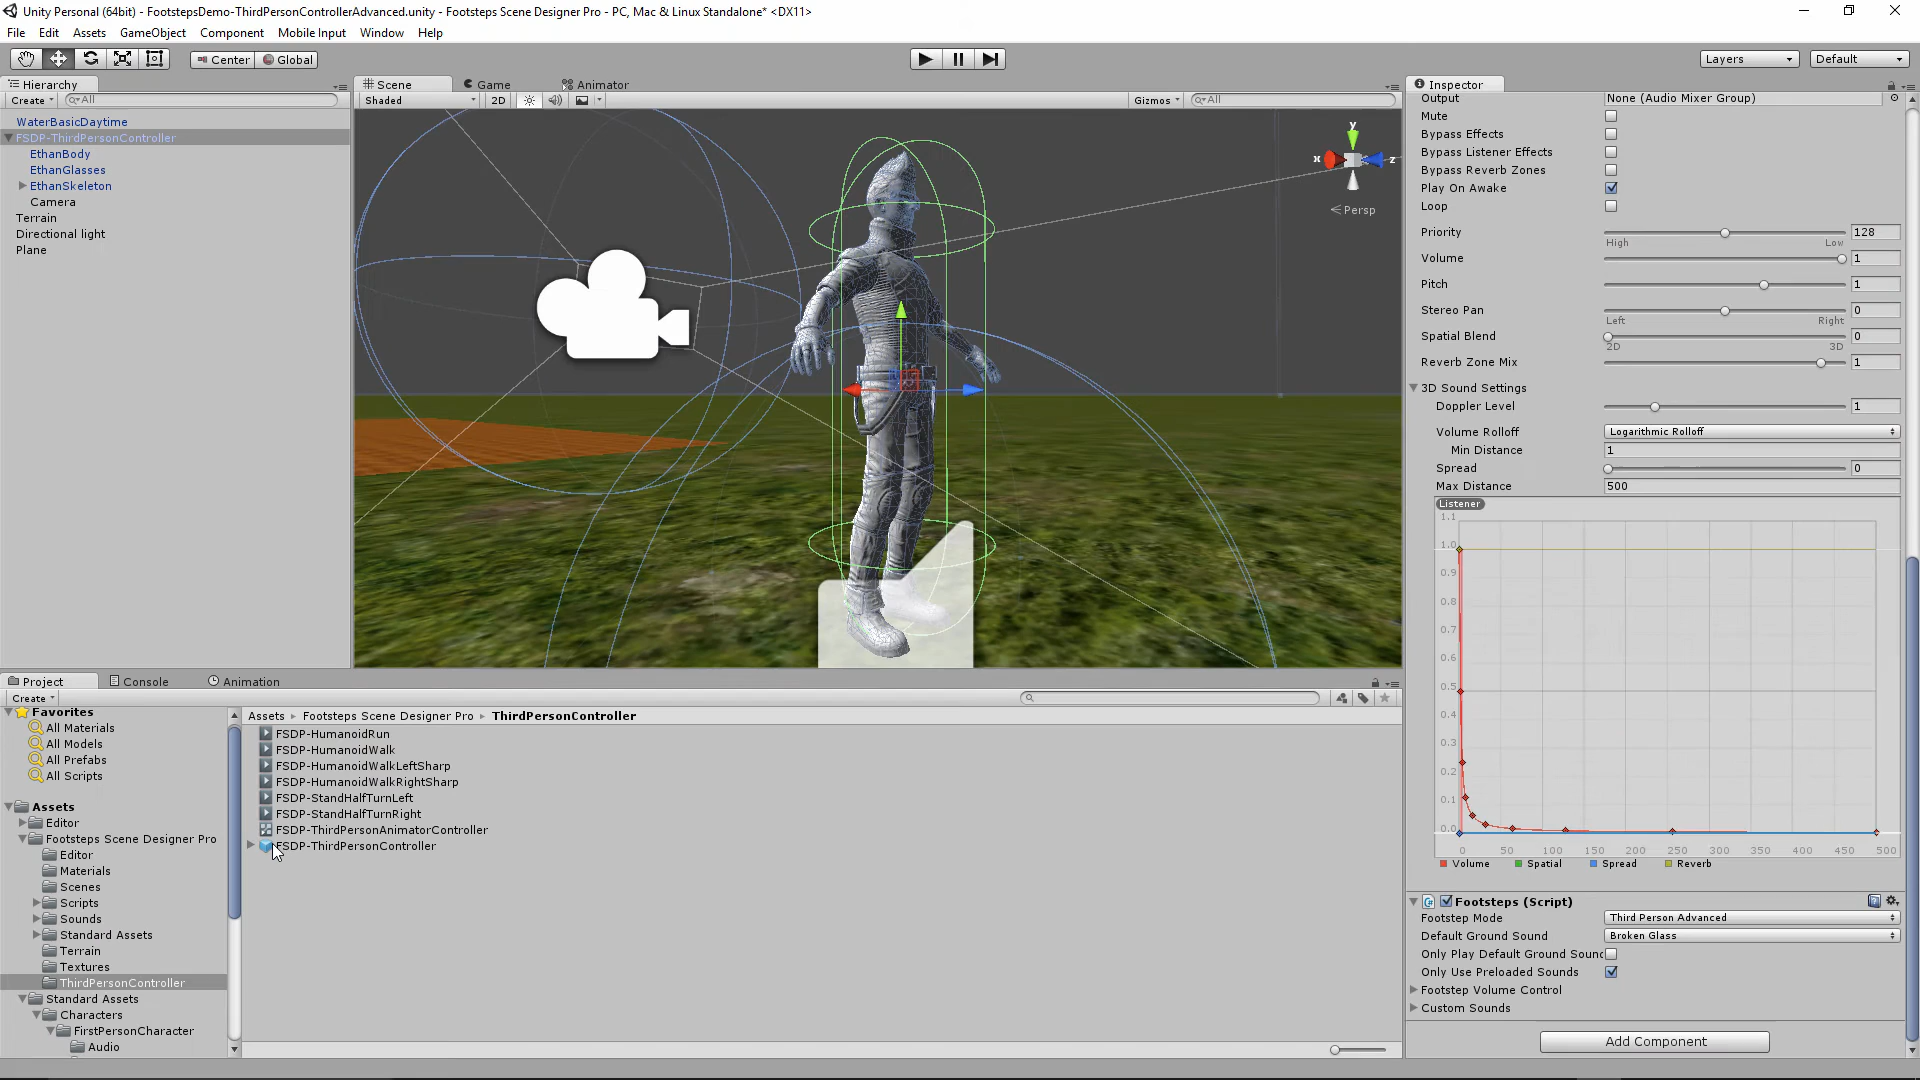 Unity Personal (64bit) - FootstepsDemo-ThirdPersonControllerAdvanced.unity - Footsteps Scene Designer Pro - PC, Mac & Linux Standalone* <DX11>
File Edit Assets GameObject Component Mobile Input Window Help
Center Global Layers Default
Hierarchy
Create All
WaterBasicDaytime
FSDP-ThirdPersonController
EthanBody
EthanGlasses
EthanSkeleton
Camera
Terrain
Directional light
Plane
Scene Game Animator
Shaded 2D Gizmos All
y
x z
Persp
Inspector
Output None (Audio Mixer Group)
Mute
Bypass Effects
Bypass Listener Effects
Bypass Reverb Zones
Play On Awake
Loop
Priority 128
High Low
Volume 1
Pitch 1
Stereo Pan 0
Left Right
Spatial Blend 0
2D 3D
Reverb Zone Mix 1
3D Sound Settings
Doppler Level 1
Volume Rolloff Logarithmic Rolloff
Min Distance 1
Spread 0
Max Distance 500
Listener
1.1
1.0
0.9
0.8
0.7
0.6
0.5
0.4
0.3
0.2
0.1
0.0
0 50 100 150 200 250 300 350 400 450 500
Volume Spatial Spread Reverb
Footsteps (Script)
Footstep Mode Third Person Advanced
Default Ground Sound Broken Glass
Only Play Default Ground Sound
Only Use Preloaded Sounds
Footstep Volume Control
Custom Sounds
Add Component
Project Console Animation
Create
Favorites
All Materials
All Models
All Prefabs
All Scripts
Assets
Editor
Footsteps Scene Designer Pro
Editor
Materials
Scenes
Scripts
Sounds
Standard Assets
Terrain
Textures
ThirdPersonController
Standard Assets
Characters
FirstPersonCharacter
Audio
Assets Footsteps Scene Designer Pro ThirdPersonController
FSDP-HumanoidRun
FSDP-HumanoidWalk
FSDP-HumanoidWalkLeftSharp
FSDP-HumanoidWalkRightSharp
FSDP-StandHalfTurnLeft
FSDP-StandHalfTurnRight
FSDP-ThirdPersonAnimatorController
FSDP-ThirdPersonController